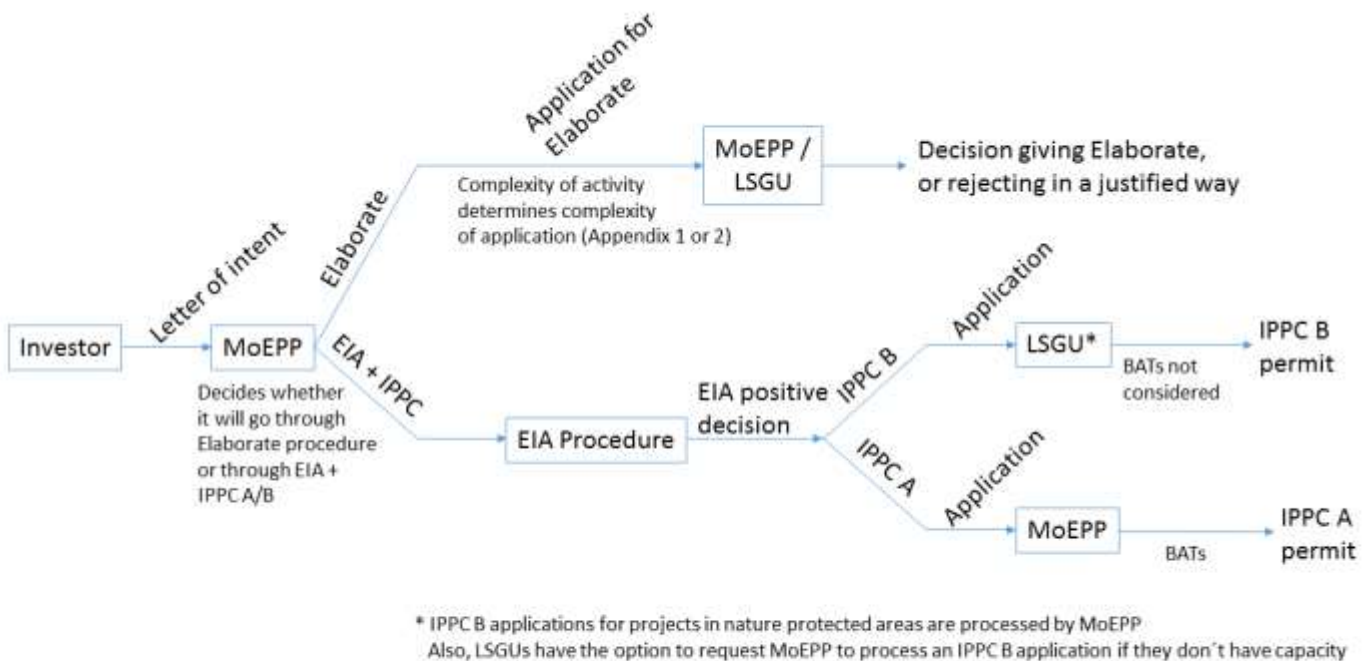 Application for
Elaborate
MoEPP /
LSGU
Decision giving Elaborate,
or rejecting in a justified way
Complexity of activity
determines complexity
of application (Appendix 1 or 2)
Elaborate
Letter of intent
Investor
MoEPP
Decides whether
it will go through
Elaborate procedure
or through EIA +
IPPC A/B
EIA + IPPC
EIA Procedure
EIA positive
decision
IPPC B
Application
LSGU*
BATs not
considered
IPPC B
permit
IPPC A
Application
MoEPP
BATs
IPPC A
permit
* IPPC B applications for projects in nature protected areas are processed by MoEPP
Also, LSGUs have the option to request MoEPP to process an IPPC B application if they don´t have capacity